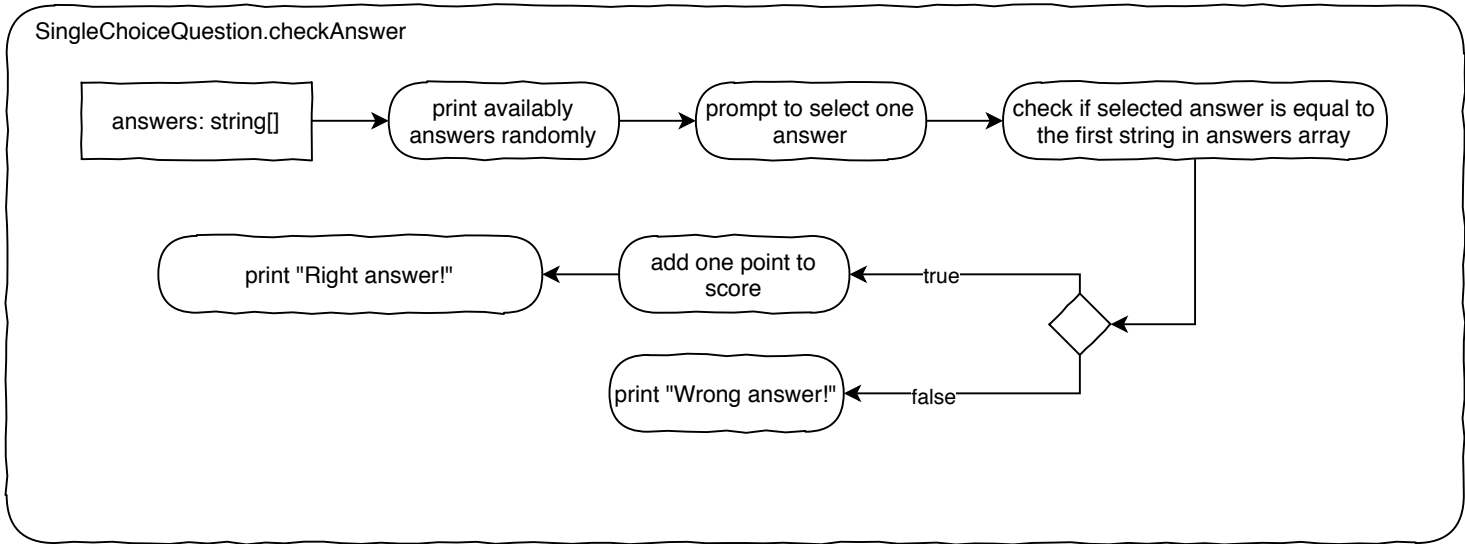 SingleChoiceQuestion.checkAnswer
answers: string[]
print availably
answers randomly
prompt to select one
answer
check if selected answer is equal to
the first string in answers array
print "Right answer!"
add one point to
score
true
print "Wrong answer!"
false